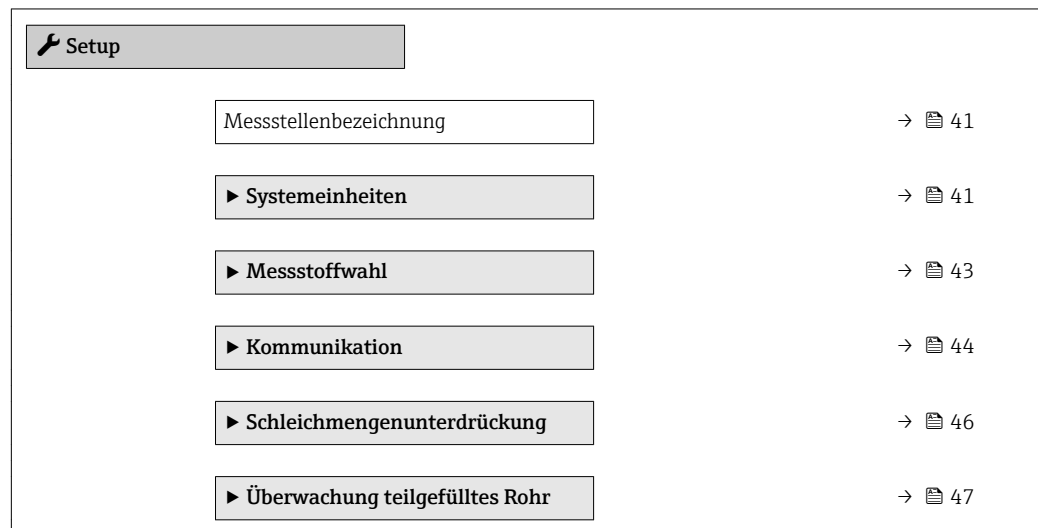 Setup
Messstellenbezeichnung → 41
▶ Systemeinheiten → 41
▶ Messstoffwahl → 43
▶ Kommunikation → 44
▶ Schleichmengenunterdrückung → 46
▶ Überwachung teilgefülltes Rohr → 47